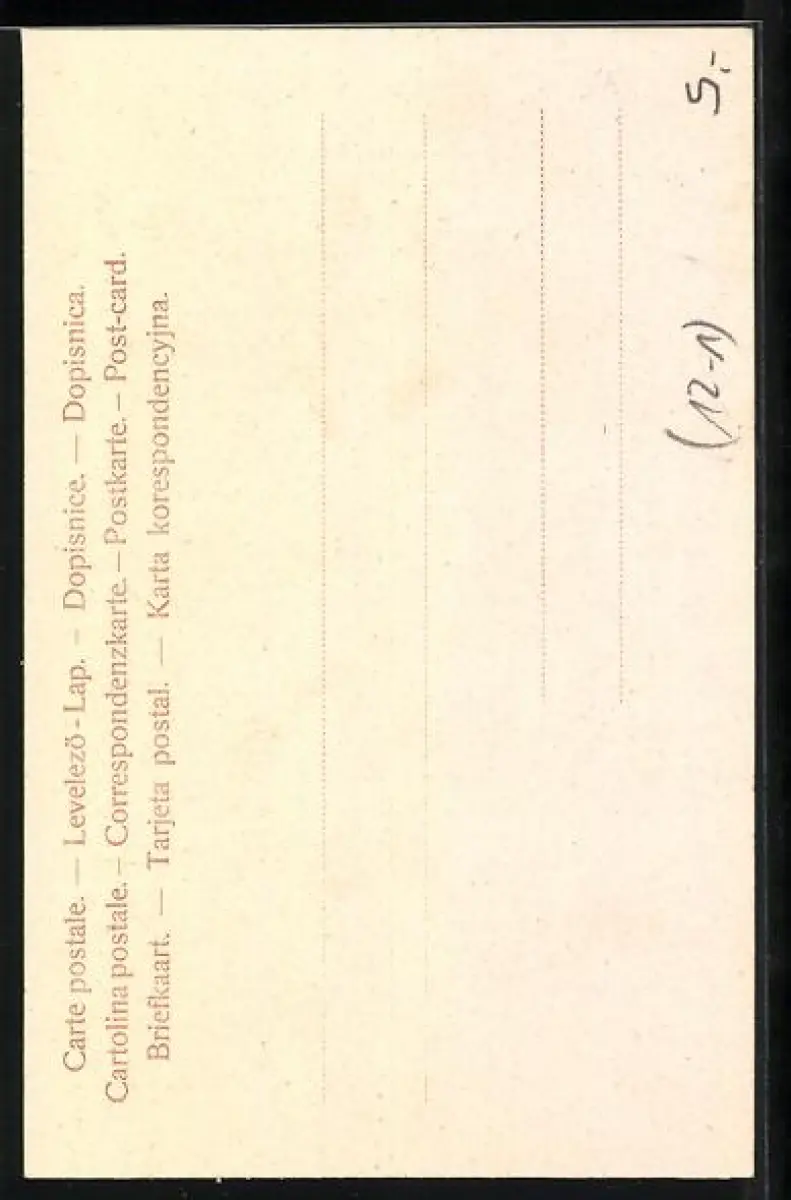 Carte postale. — Levelező-Lap. — Dopisnice. — Dopisnica.
Cartolina postale. — Correspondenzkarte. — Postkarte. — Post-card.
Briefkaart. — Tarjeta postal. — Karta korespondencyjna.
(12-1)
5.-